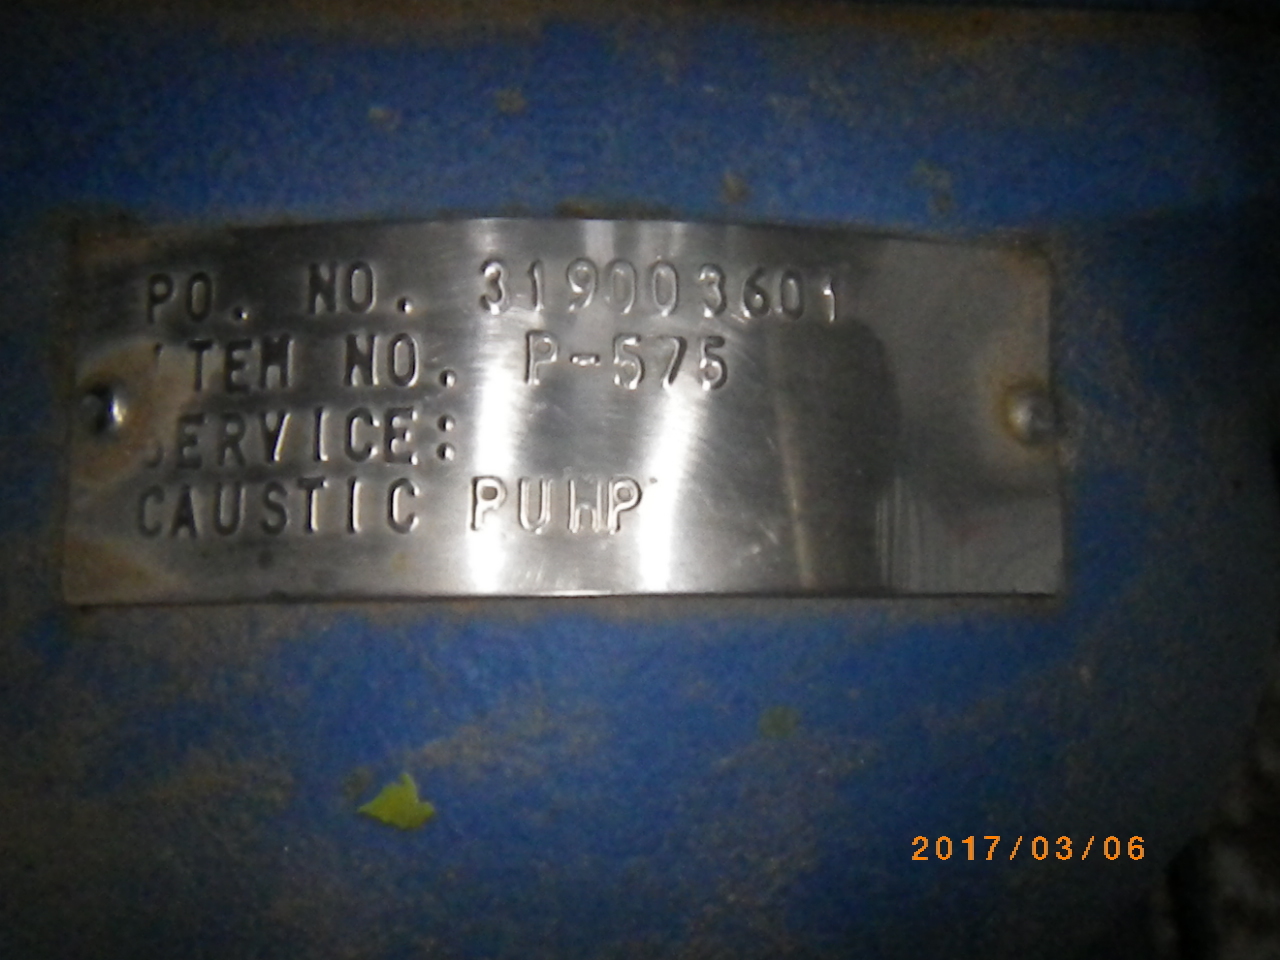 PO. NO. 319003601
ITEM NO. P-575
SERVICE:
CAUSTIC PUMP
2017/03/06